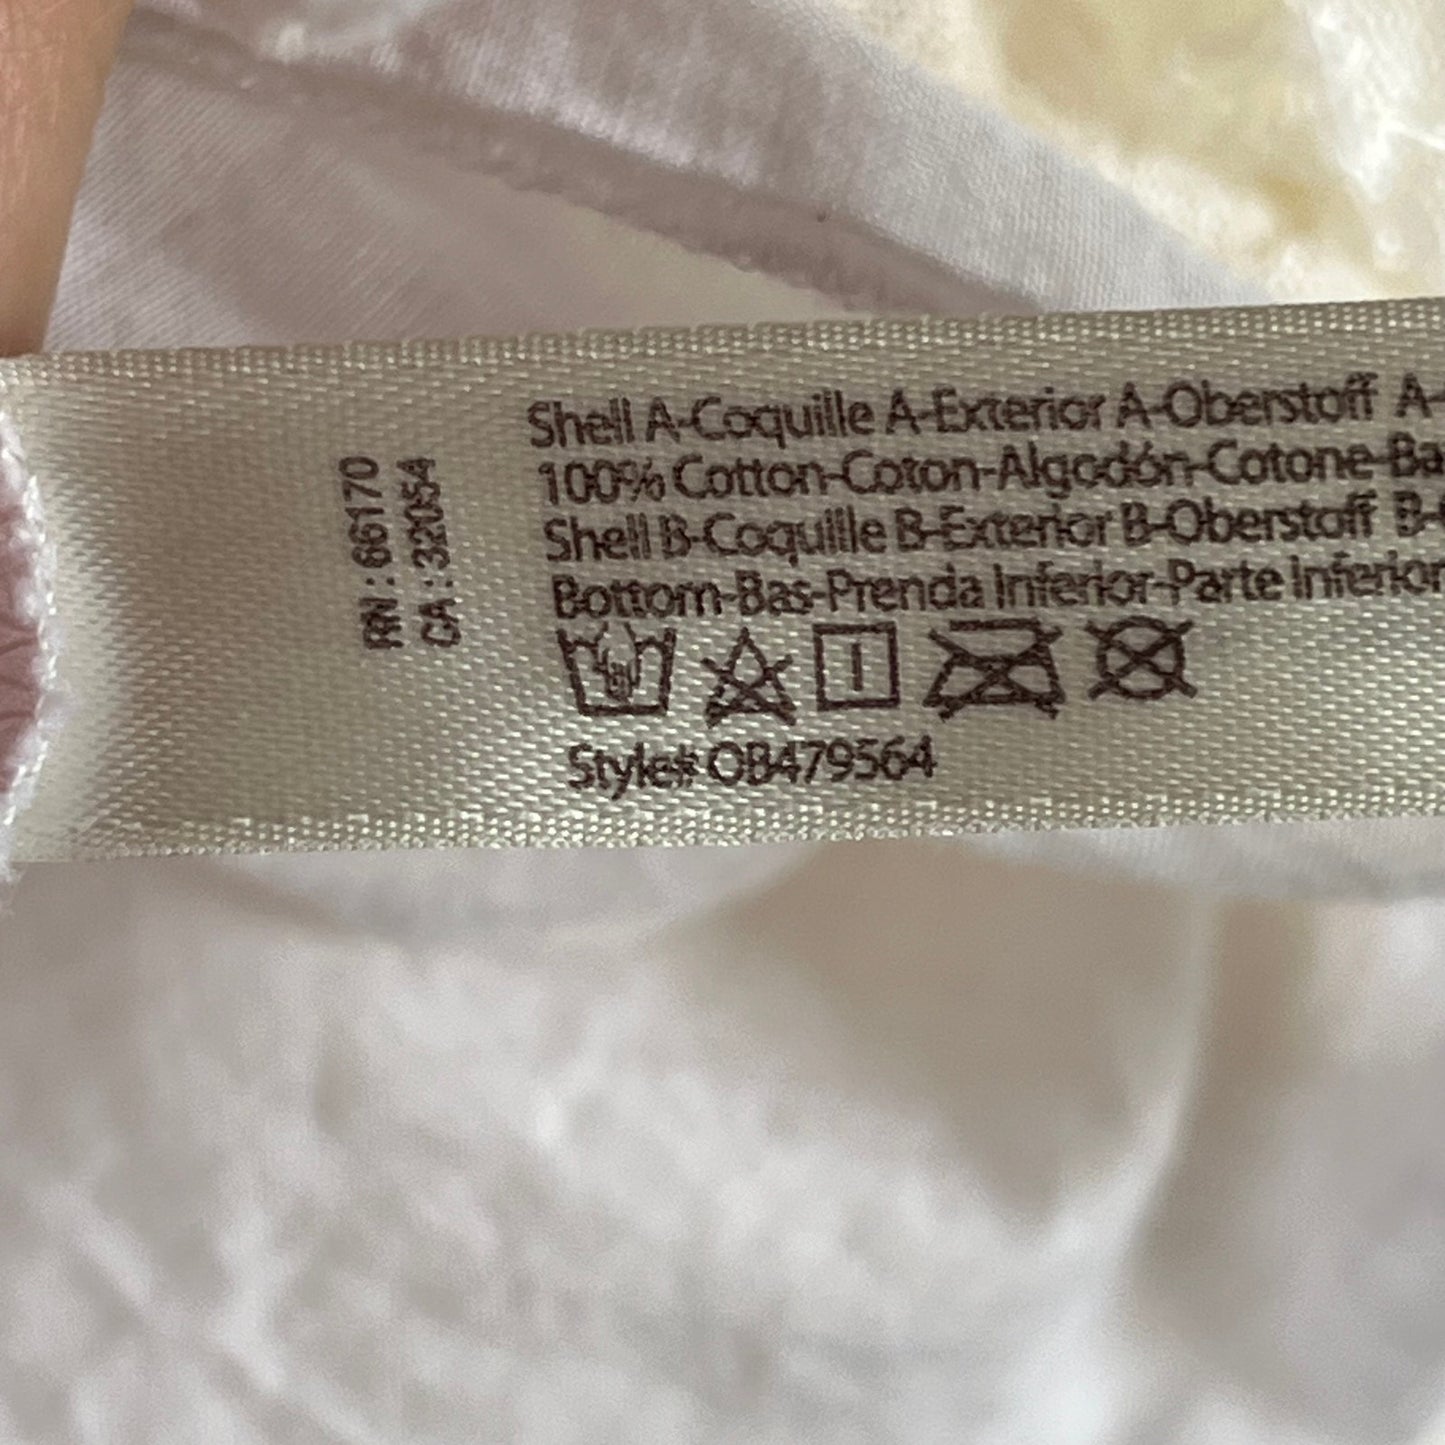 RN : 66170
CA : 32054
Shell A-Coquille A-Exterior A-Oberstoff A-
100% Cotton-Coton-Algodón-Cotone-Ba
Shell B-Coquille B-Exterior B-Oberstoff B-
Bottom-Bas-Prenda Inferior-Parte Inferior
Style# OB479564